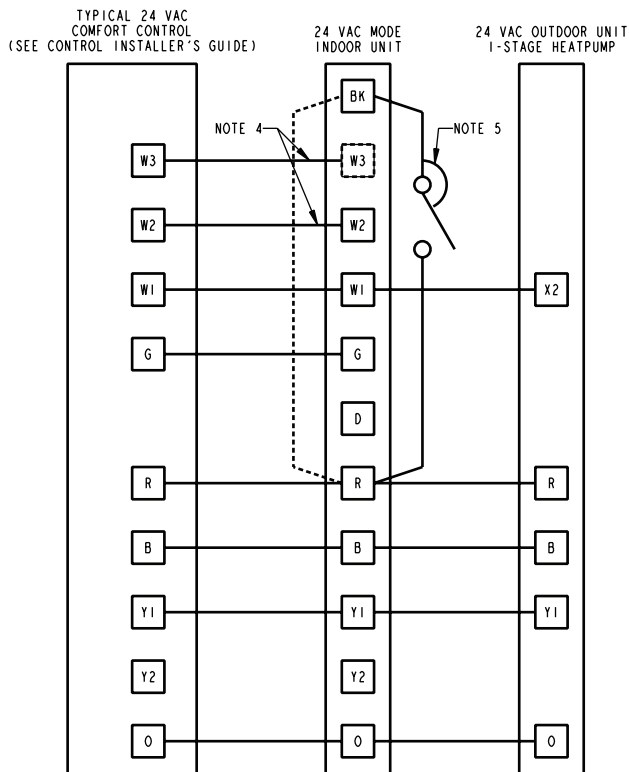 TYPICAL 24 VAC
COMFORT CONTROL
(SEE CONTROL INSTALLER'S GUIDE)
24 VAC MODE
INDOOR UNIT
24 VAC OUTDOOR UNIT
1-STAGE HEATPUMP
BK
NOTE 4
NOTE 5
W3 W3
W2 W2
W1 W1 X2
G G
D
R R R
B B B
Y1 Y1 Y1
Y2 Y2
O O O